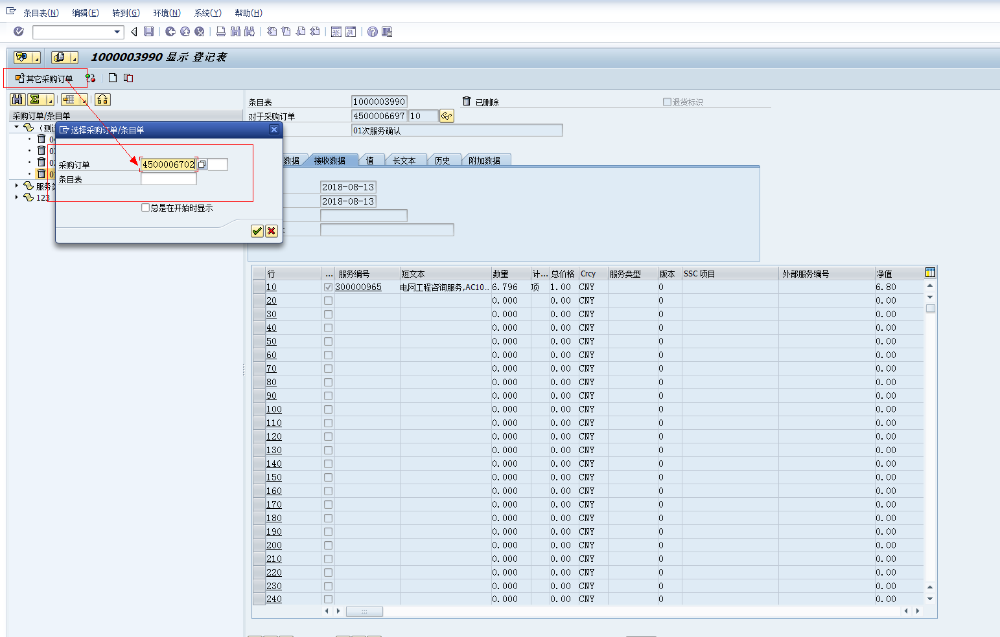 条目表(N) 编辑(E) 转到(G) 环境(N) 系统(Y) 帮助(H)
1000003990 显示 登记表
其它采购订单
采购订单/条目单
(测
服务类
123
选择采购订单/条目单
采购订单 4500006702
条目表
总是在开始时显示
条目表 1000003990 已删除 退货标识
对于采购订单 4500006697 10
01次服务确认
数据 接收数据 值 长文本 历史 附加数据
2018-08-13
2018-08-13
行 ... 服务编号 短文本 数量 计... 总价格 Crcy 服务类型 版本 SSC 项目 外部服务编号 净值
10 300000965 电网工程咨询服务,AC10... 6.796 项 1.00 CNY 0 6.80
20 0.000 0.00 CNY 0 0.00
30 0.000 0.00 CNY 0 0.00
40 0.000 0.00 CNY 0 0.00
50 0.000 0.00 CNY 0 0.00
60 0.000 0.00 CNY 0 0.00
70 0.000 0.00 CNY 0 0.00
80 0.000 0.00 CNY 0 0.00
90 0.000 0.00 CNY 0 0.00
100 0.000 0.00 CNY 0 0.00
110 0.000 0.00 CNY 0 0.00
120 0.000 0.00 CNY 0 0.00
130 0.000 0.00 CNY 0 0.00
140 0.000 0.00 CNY 0 0.00
150 0.000 0.00 CNY 0 0.00
160 0.000 0.00 CNY 0 0.00
170 0.000 0.00 CNY 0 0.00
180 0.000 0.00 CNY 0 0.00
190 0.000 0.00 CNY 0 0.00
200 0.000 0.00 CNY 0 0.00
210 0.000 0.00 CNY 0 0.00
220 0.000 0.00 CNY 0 0.00
230 0.000 0.00 CNY 0 0.00
240 0.000 0.00 CNY 0 0.00